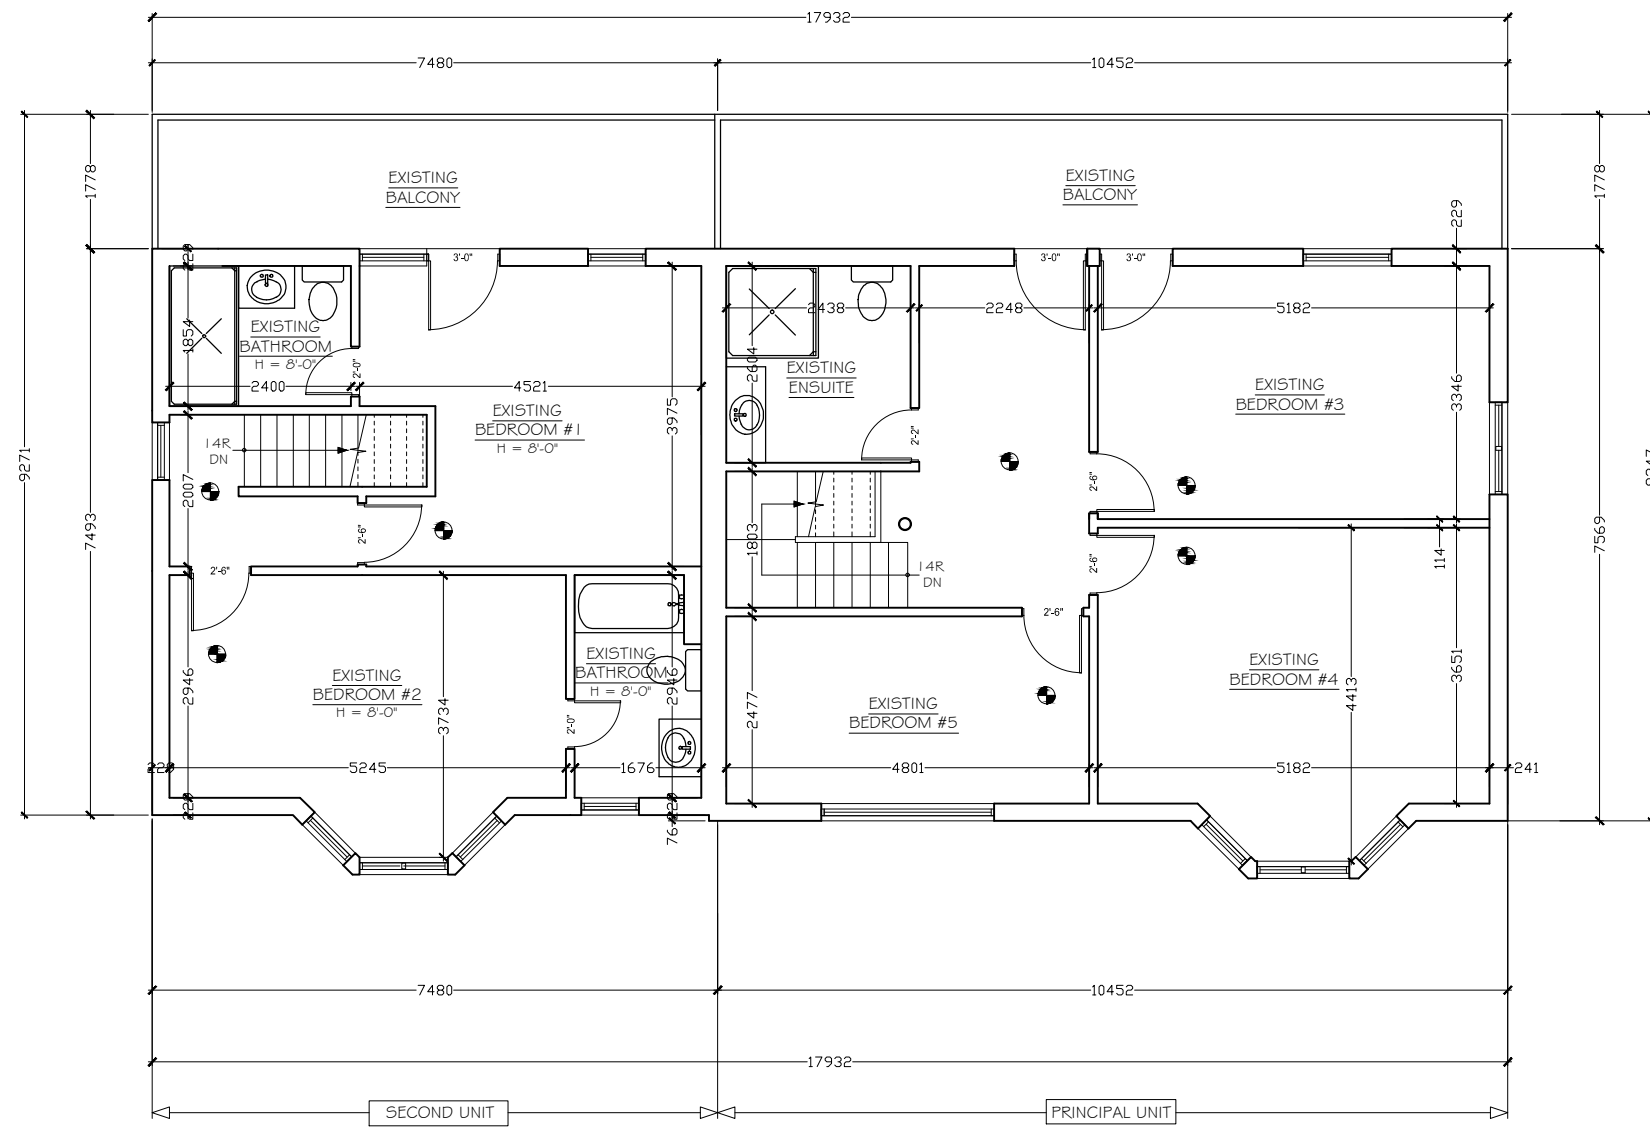 17932
7480
10452
1778
EXISTING
BALCONY
EXISTING
BALCONY
1778
229
3'-0"
3'-0"
3'-0"
1854
EXISTING
BATHROOM
H = 8'-0"
2'-0"
2438
2248
5182
2604
EXISTING
ENSUITE
EXISTING
BEDROOM #3
3346
2400
4521
EXISTING
BEDROOM #1
H = 8'-0"
3975
14R
DN
2'-2"
9271
7493
2007
2'-6"
2'-6"
1803
14R
DN
2'-6"
2'-6"
114
7569
2'-6"
EXISTING
BEDROOM #2
H = 8'-0"
2946
3734
EXISTING
BATHROOM
H = 8'-0"
2946
2'-0"
2477
EXISTING
BEDROOM #5
EXISTING
BEDROOM #4
4413
3651
5245
1676
4801
5182
241
76
7480
10452
17932
SECOND UNIT
PRINCIPAL UNIT